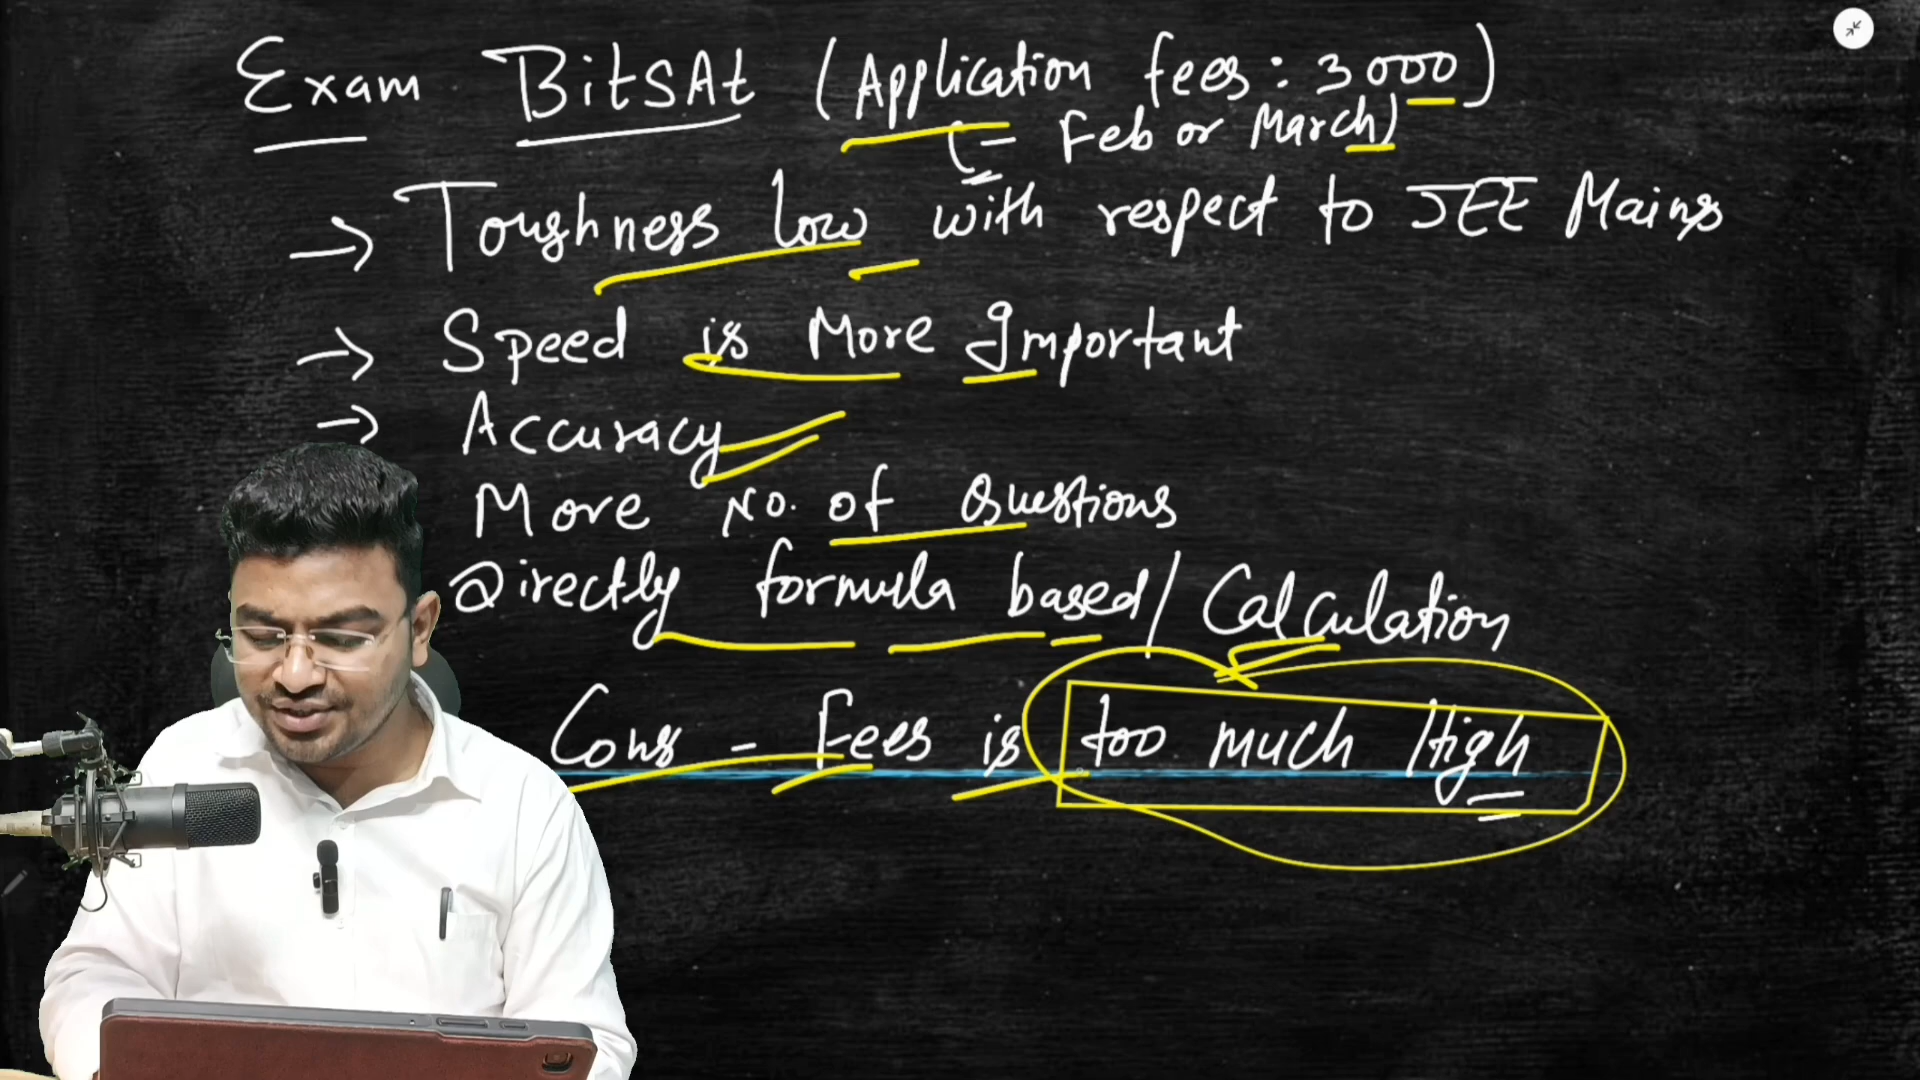 Exam BitSAt (Application fees: 3000)
(= Feb or March)
→ Toughness low with respect to JEE Mains
→ Speed is More Important
→ Accuracy
More No. of Questions
Directly formula based/ Calculation
Cons - Fees is too much High